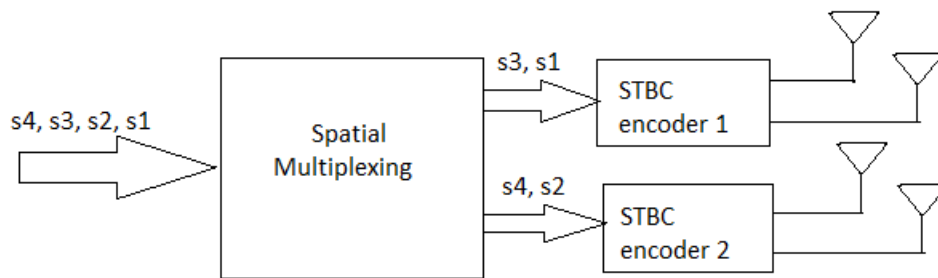 s4, s3, s2, s1
Spatial
Multiplexing
s3, s1
STBC
encoder 1
s4, s2
STBC
encoder 2